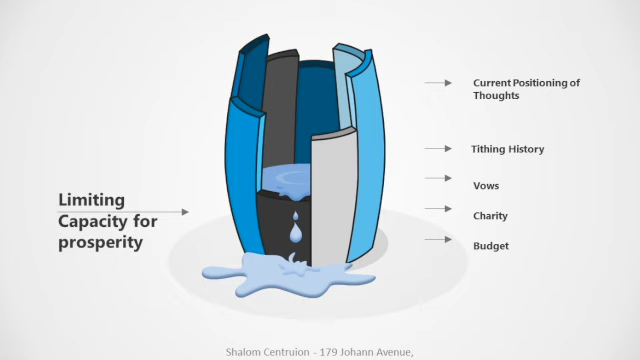 Current Positioning of
Thoughts
Tithing History
Vows
Limiting
Capacity for
prosperity
Charity
Budget
Shalom Centruion - 179 Johann Avenue,